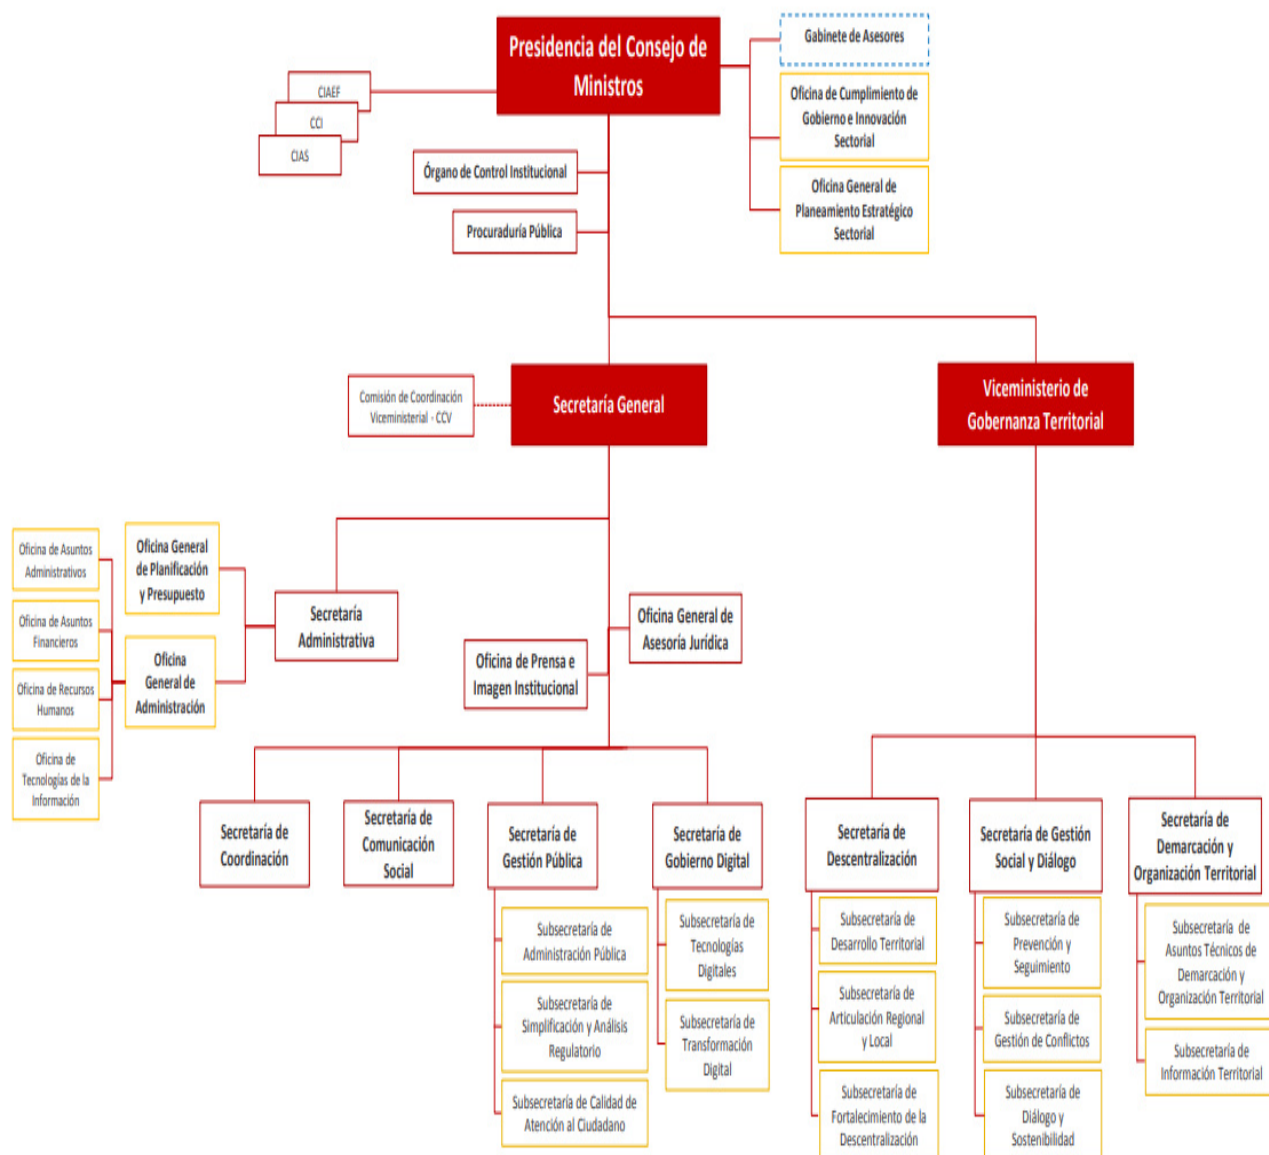 Presidencia del Consejo de
Ministros
Gabinete de Asesores
Oficina de Cumplimiento de
Gobierno e Innovación
Sectorial
Oficina General de
Planeamiento Estratégico
Sectorial
CIAEF
CCI
CIAS
Órgano de Control Institucional
Procuraduría Pública
Comisión de Coordinación
Viceministerial - CCV
Secretaría General
Viceministerio de
Gobernanza Territorial
Oficina de Asuntos
Administrativos
Oficina de Asuntos
Financieros
Oficina de Recursos
Humanos
Oficina de
Tecnologías de la
Información
Oficina General
de Planificación
y Presupuesto
Oficina
General de
Administración
Secretaría
Administrativa
Oficina General de
Asesoría Jurídica
Oficina de Prensa e
Imagen Institucional
Secretaría de
Coordinación
Secretaría de
Comunicación
Social
Secretaría de
Gestión Pública
Subsecretaría de
Administración Pública
Subsecretaría de
Simplificación y Análisis
Regulatorio
Subsecretaría de Calidad de
Atención al Ciudadano
Secretaría de
Gobierno Digital
Subsecretaría de
Tecnologías
Digitales
Subsecretaría de
Transformación
Digital
Secretaría de
Descentralización
Subsecretaría de
Desarrollo Territorial
Subsecretaría de
Articulación Regional
y Local
Subsecretaría de
Fortalecimiento de la
Descentralización
Secretaría de Gestión
Social y Diálogo
Subsecretaría de
Prevención y
Seguimiento
Subsecretaría de
Gestión de Conflictos
Subsecretaría de
Diálogo y
Sostenibilidad
Secretaría de
Demarcación y
Organización Territorial
Subsecretaría de
Asuntos Técnicos de
Demarcación y
Organización Territorial
Subsecretaría de
Información Territorial